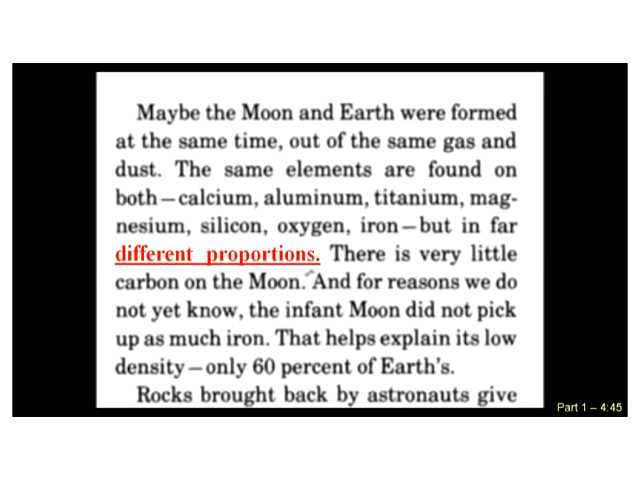 Maybe the Moon and Earth were formed
at the same time, out of the same gas and
dust. The same elements are found on
both—calcium, aluminum, titanium, mag-
nesium, silicon, oxygen, iron—but in far
different proportions. There is very little
carbon on the Moon. And for reasons we do
not yet know, the infant Moon did not pick
up as much iron. That helps explain its low
density—only 60 percent of Earth's.
Rocks brought back by astronauts give
Part 1 – 4:45